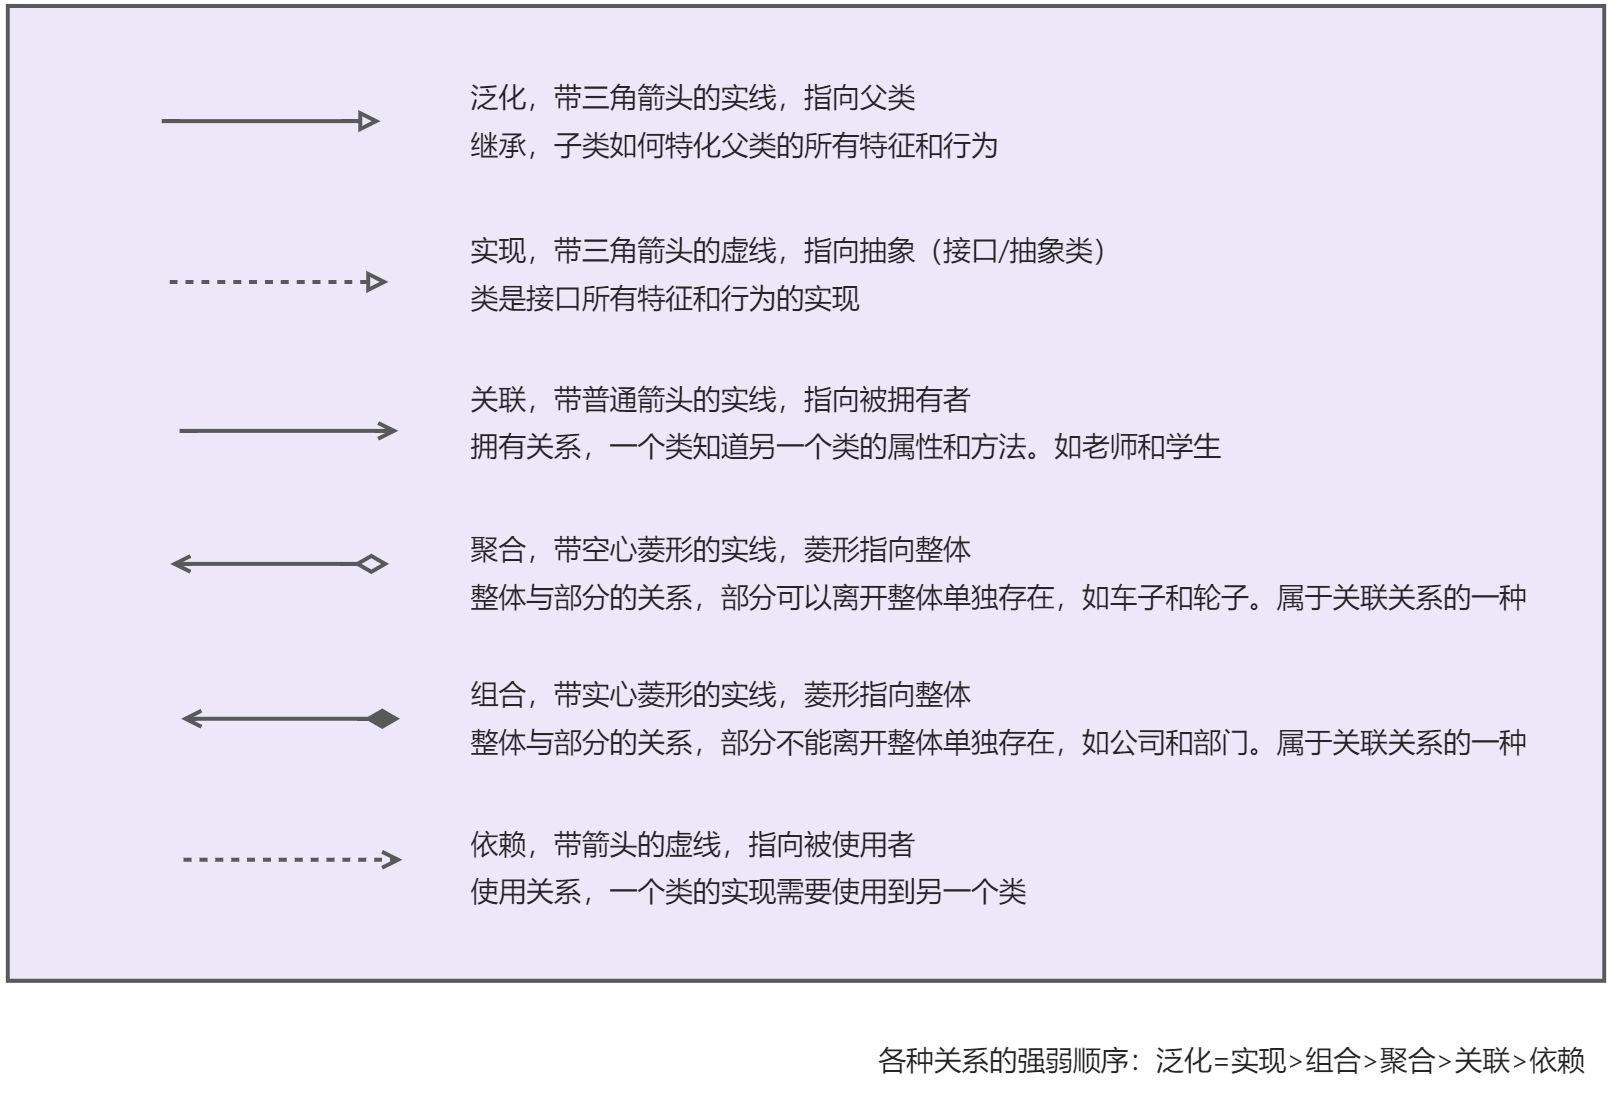 泛化，带三角箭头的实线，指向父类
继承，子类如何特化父类的所有特征和行为
实现，带三角箭头的虚线，指向抽象（接口/抽象类）
类是接口所有特征和行为的实现
关联，带普通箭头的实线，指向被拥有者
拥有关系，一个类知道另一个类的属性和方法。如老师和学生
聚合，带空心菱形的实线，菱形指向整体
整体与部分的关系，部分可以离开整体单独存在，如车子和轮子。属于关联关系的一种
组合，带实心菱形的实线，菱形指向整体
整体与部分的关系，部分不能离开整体单独存在，如公司和部门。属于关联关系的一种
依赖，带箭头的虚线，指向被使用者
使用关系，一个类的实现需要使用到另一个类
各种关系的强弱顺序：泛化=实现>组合>聚合>关联>依赖